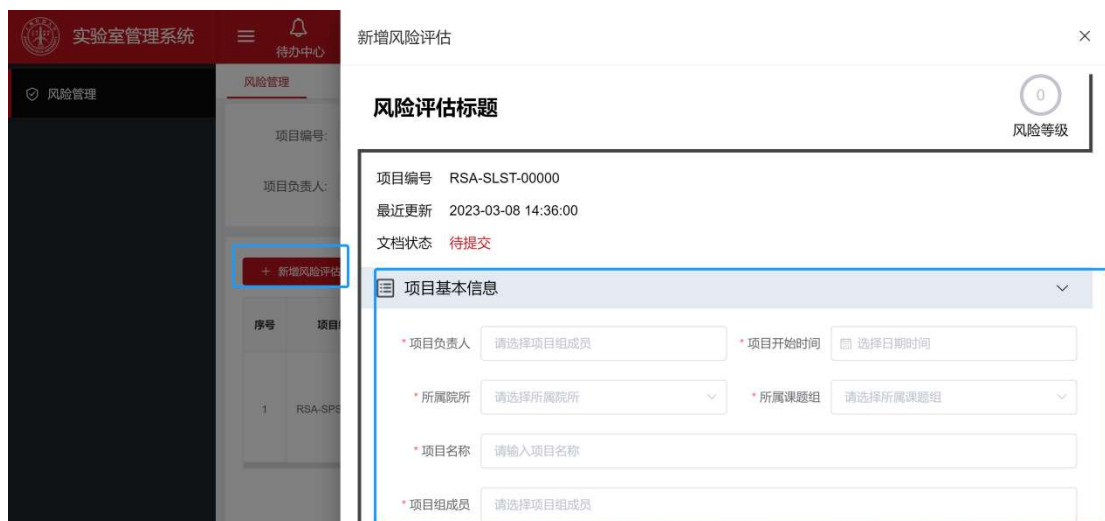 实验室管理系统
待办中心
风险管理
风险管理
项目编号:
项目负责人:
+ 新增风险评估
序号 项目
1 RSA-SPS
新增风险评估
风险评估标题
0
风险等级
项目编号 RSA-SLST-00000
最近更新 2023-03-08 14:36:00
文档状态 待提交
项目基本信息
* 项目负责人 请选择项目组成员 * 项目开始时间 选择日期时间
* 所属院所 请选择所属院所 * 所属课题组 请选择所属课题组
* 项目名称 请输入项目名称
* 项目组成员 请选择项目组成员